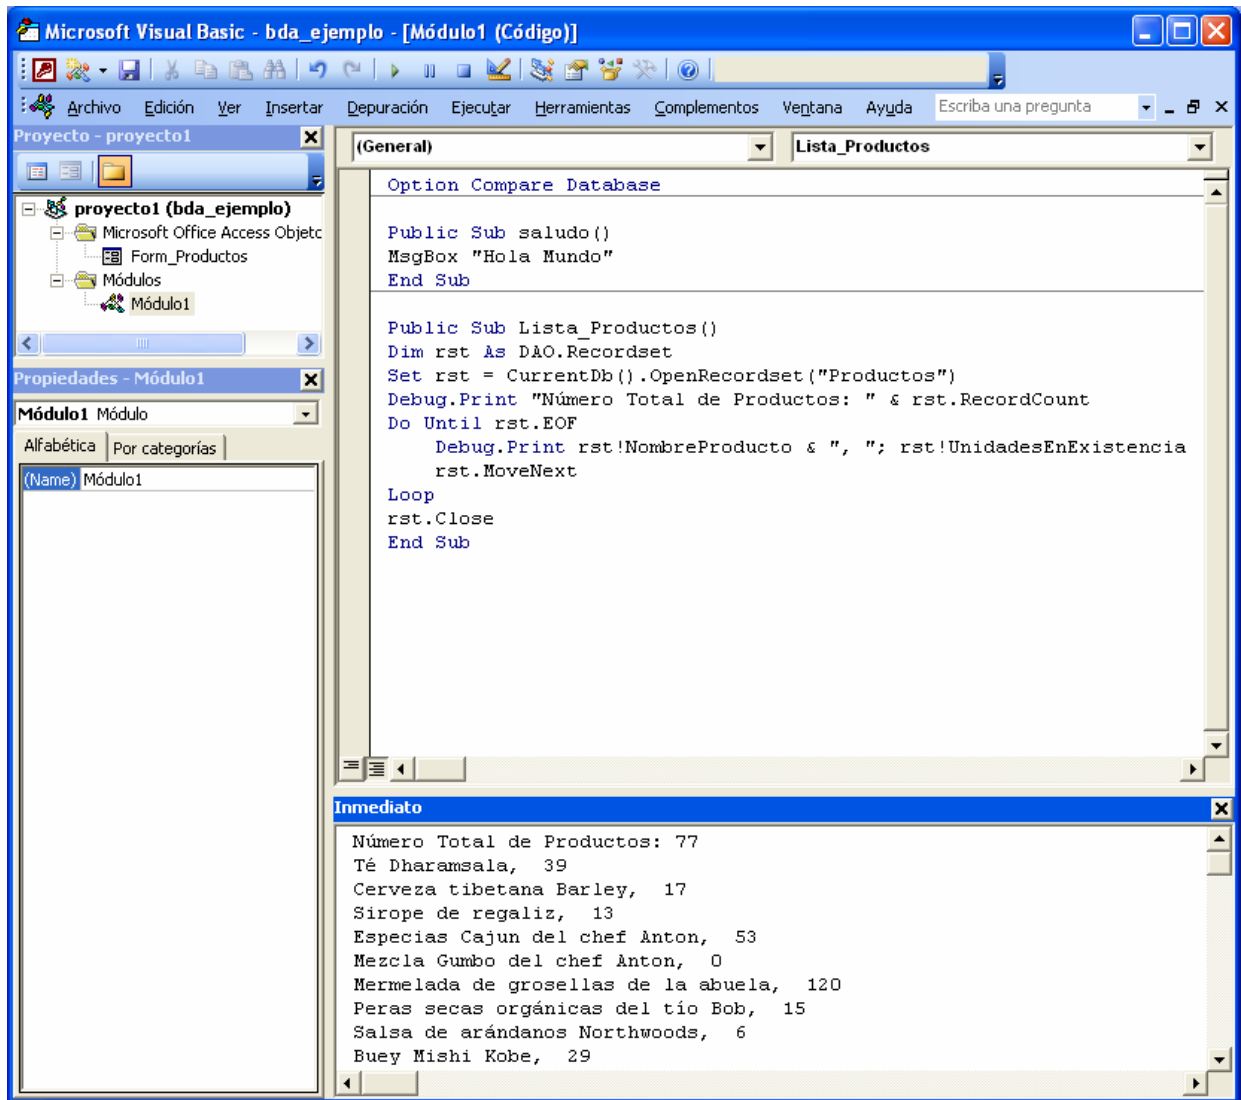 Microsoft Visual Basic - bda_ejemplo - [Módulo1 (Código)]
Archivo Edición Ver Insertar Depuración Ejecutar Herramientas Complementos Ventana Ayuda Escriba una pregunta
Proyecto - proyecto1
proyecto1 (bda_ejemplo)
Microsoft Office Access Objetc
Form_Productos
Módulos
Módulo1
Propiedades - Módulo1
Módulo1 Módulo
Alfabética Por categorías
(Name) Módulo1
(General) Lista_Productos
Option Compare Database
Public Sub saludo()
MsgBox "Hola Mundo"
End Sub
Public Sub Lista_Productos()
Dim rst As DAO.Recordset
Set rst = CurrentDb().OpenRecordset("Productos")
Debug.Print "Número Total de Productos: " & rst.RecordCount
Do Until rst.EOF
Debug.Print rst!NombreProducto & ", "; rst!UnidadesEnExistencia
rst.MoveNext
Loop
rst.Close
End Sub
Inmediato
Número Total de Productos: 77
Té Dharamsala, 39
Cerveza tibetana Barley, 17
Sirope de regaliz, 13
Especias Cajun del chef Anton, 53
Mezcla Gumbo del chef Anton, 0
Mermelada de grosellas de la abuela, 120
Peras secas orgánicas del tío Bob, 15
Salsa de arándanos Northwoods, 6
Buey Mishi Kobe, 29